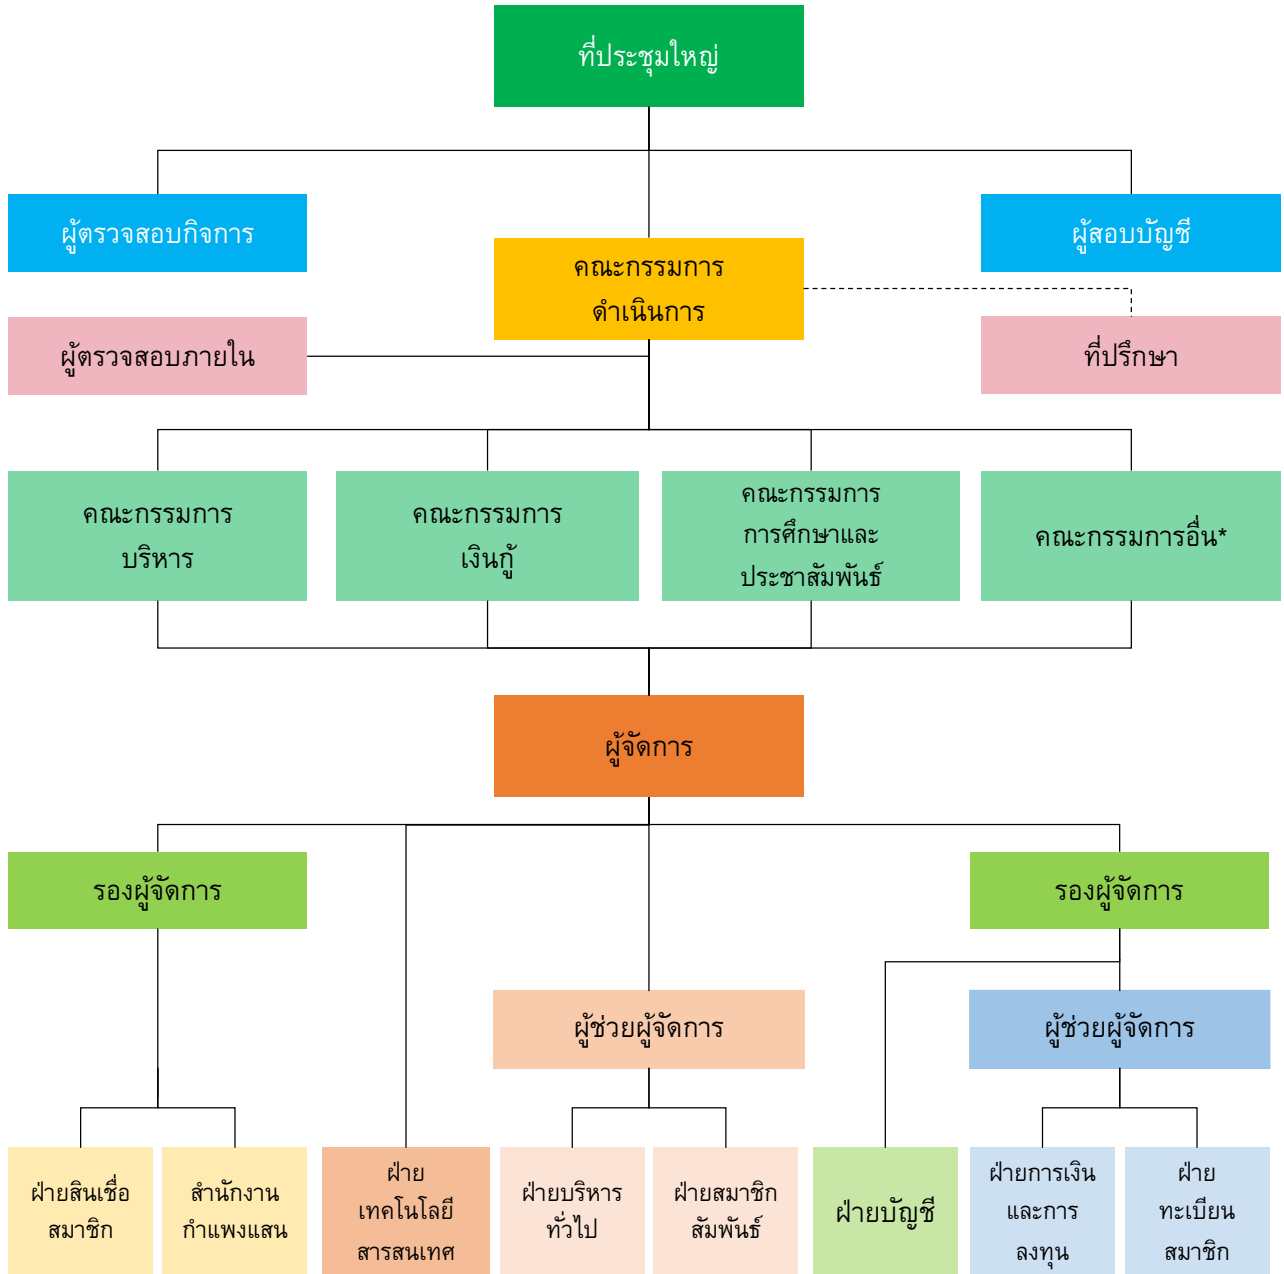 ที่ประชุมใหญ่
ผู้ตรวจสอบกิจการ
ผู้สอบบัญชี
คณะกรรมการ
ดำเนินการ
ผู้ตรวจสอบภายใน
ที่ปรึกษา
คณะกรรมการ
บริหาร
คณะกรรมการ
เงินกู้
คณะกรรมการ
การศึกษาและ
ประชาสัมพันธ์
คณะกรรมการอื่น*
ผู้จัดการ
รองผู้จัดการ
รองผู้จัดการ
ผู้ช่วยผู้จัดการ
ผู้ช่วยผู้จัดการ
ฝ่ายสินเชื่อ
สมาชิก
สำนักงาน
กำแพงแสน
ฝ่าย
เทคโนโลยี
สารสนเทศ
ฝ่ายบริหาร
ทั่วไป
ฝ่ายสมาชิก
สัมพันธ์
ฝ่ายบัญชี
ฝ่ายการเงิน
และการ
ลงทุน
ฝ่าย
ทะเบียน
สมาชิก